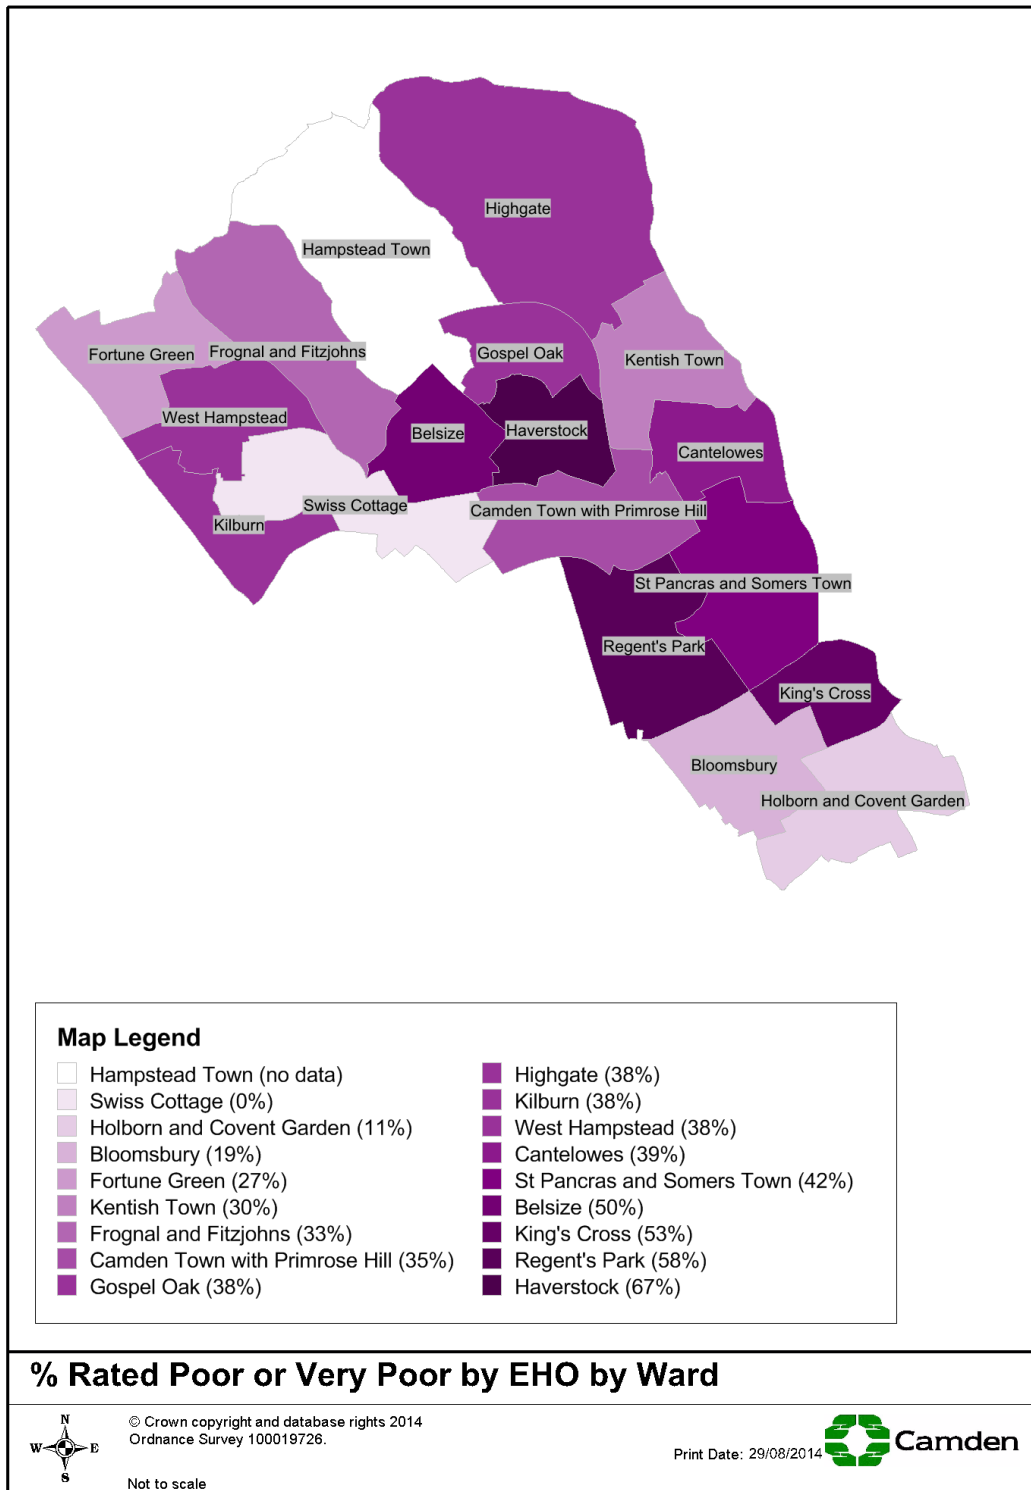 Highgate
Hampstead Town
Fortune Green
Frognal and Fitzjohns
Gospel Oak
Kentish Town
West Hampstead
Belsize
Haverstock
Cantelowes
Swiss Cottage
Camden Town with Primrose Hill
Kilburn
St Pancras and Somers Town
Regent's Park
King's Cross
Bloomsbury
Holborn and Covent Garden
Map Legend
Hampstead Town (no data)
Swiss Cottage (0%)
Holborn and Covent Garden (11%)
Bloomsbury (19%)
Fortune Green (27%)
Kentish Town (30%)
Frognal and Fitzjohns (33%)
Camden Town with Primrose Hill (35%)
Gospel Oak (38%)
Highgate (38%)
Kilburn (38%)
West Hampstead (38%)
Cantelowes (39%)
St Pancras and Somers Town (42%)
Belsize (50%)
King's Cross (53%)
Regent's Park (58%)
Haverstock (67%)
% Rated Poor or Very Poor by EHO by Ward
N
W E
S
© Crown copyright and database rights 2014
Ordnance Survey 100019726.
Not to scale
Print Date: 29/08/2014
Camden